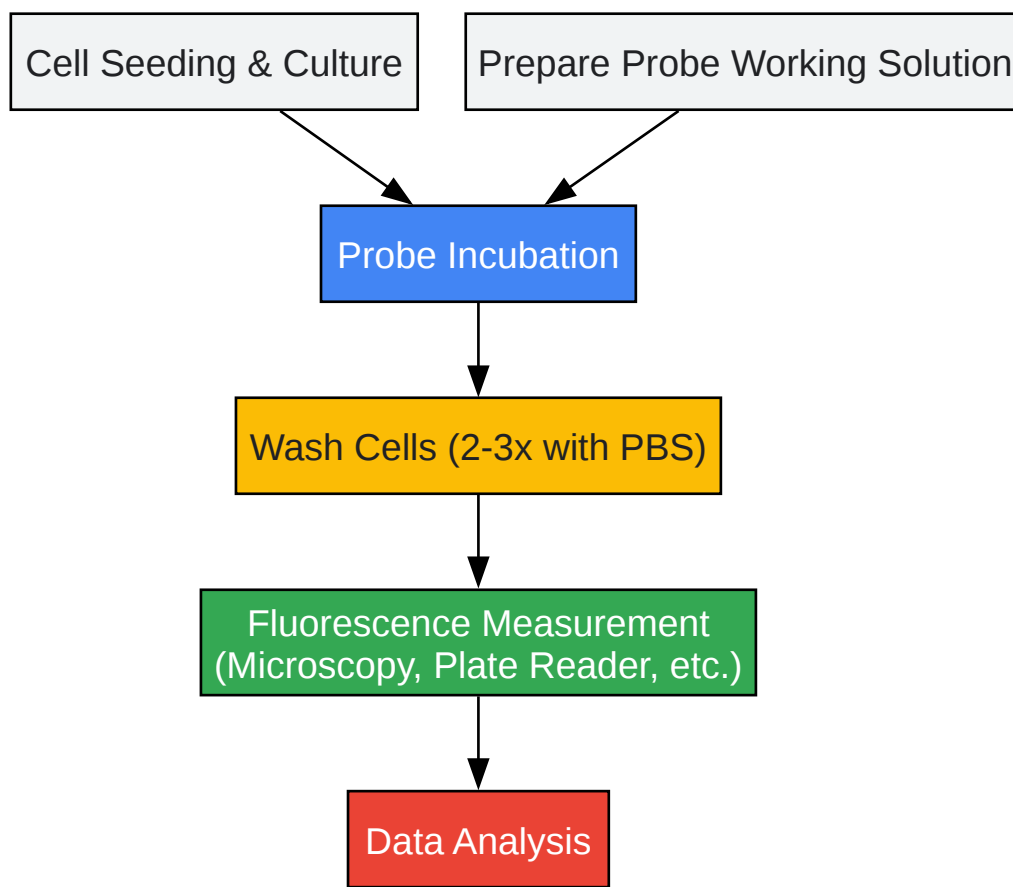 Cell Seeding & Culture
Prepare Probe Working Solution
Probe Incubation
Wash Cells (2-3x with PBS)
Fluorescence Measurement
(Microscopy, Plate Reader, etc.)
Data Analysis